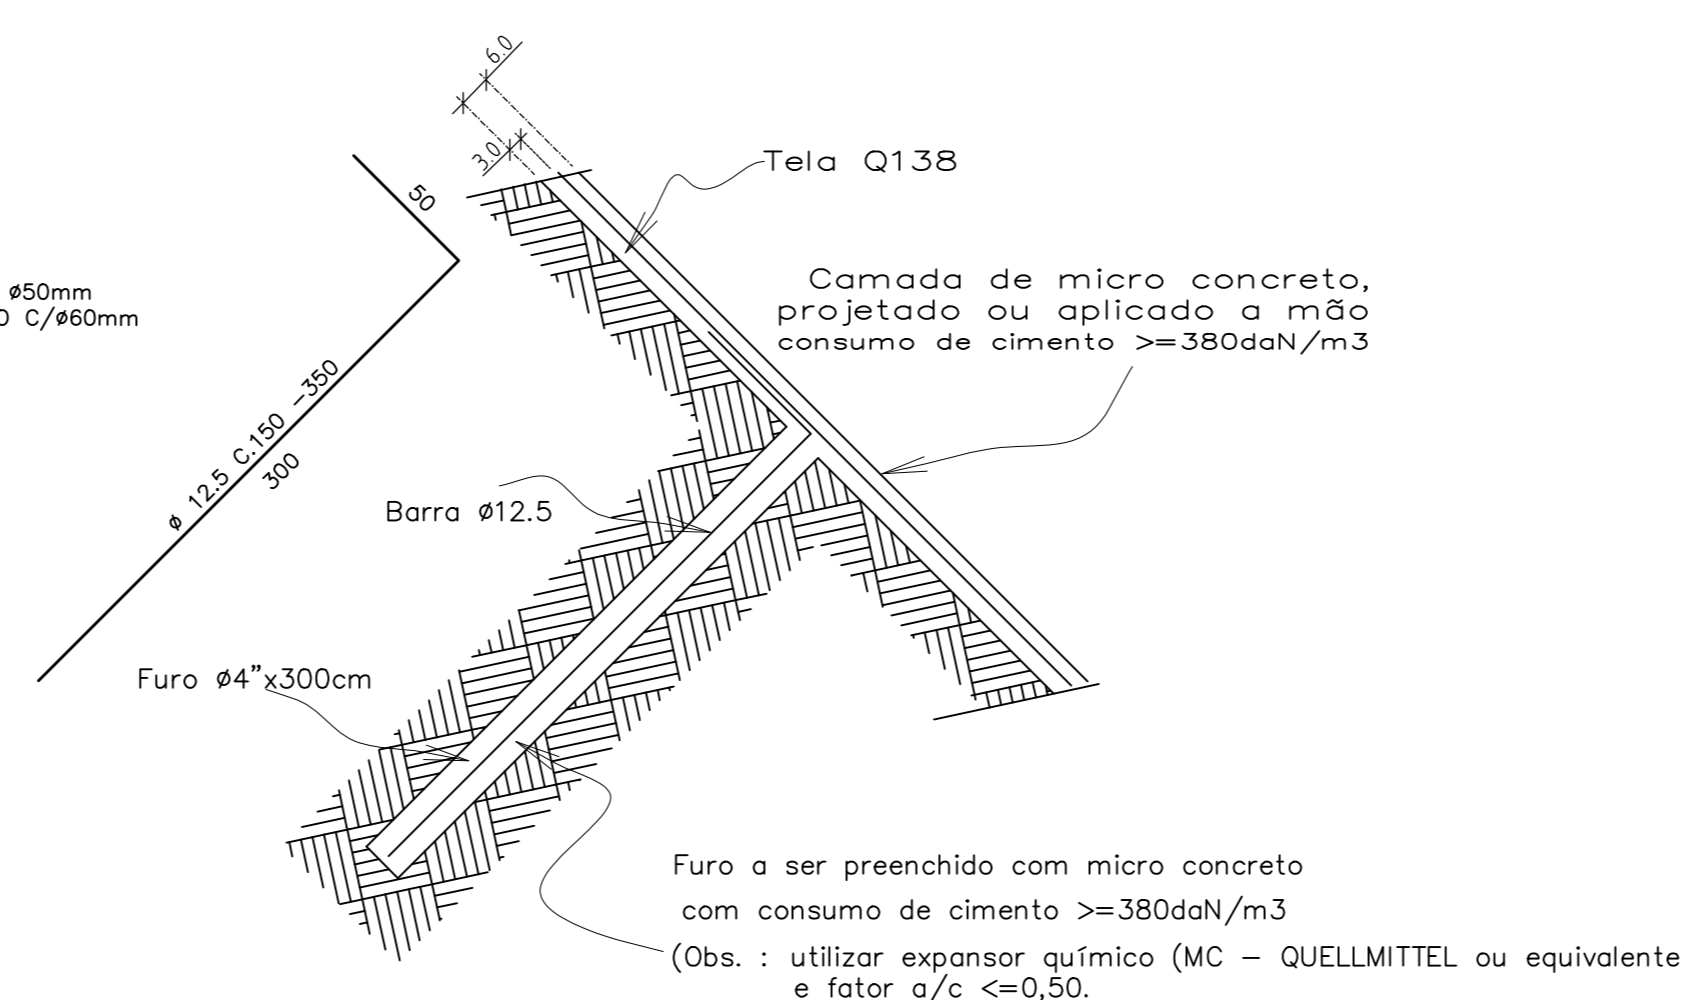 6.0
3.0
Tela Q138
50
ø50mm
C/ø60mm
Camada de micro concreto,
projetado ou aplicado a mão
consumo de cimento >=380daN/m3
ø 12.5 C.150 -350
300
Barra ø12.5
Furo ø4"x300cm
Furo a ser preenchido com micro concreto
com consumo de cimento >=380daN/m3
(Obs. : utilizar expansor químico (MC - QUELLMITTEL ou equivalente
e fator a/c <=0,50.